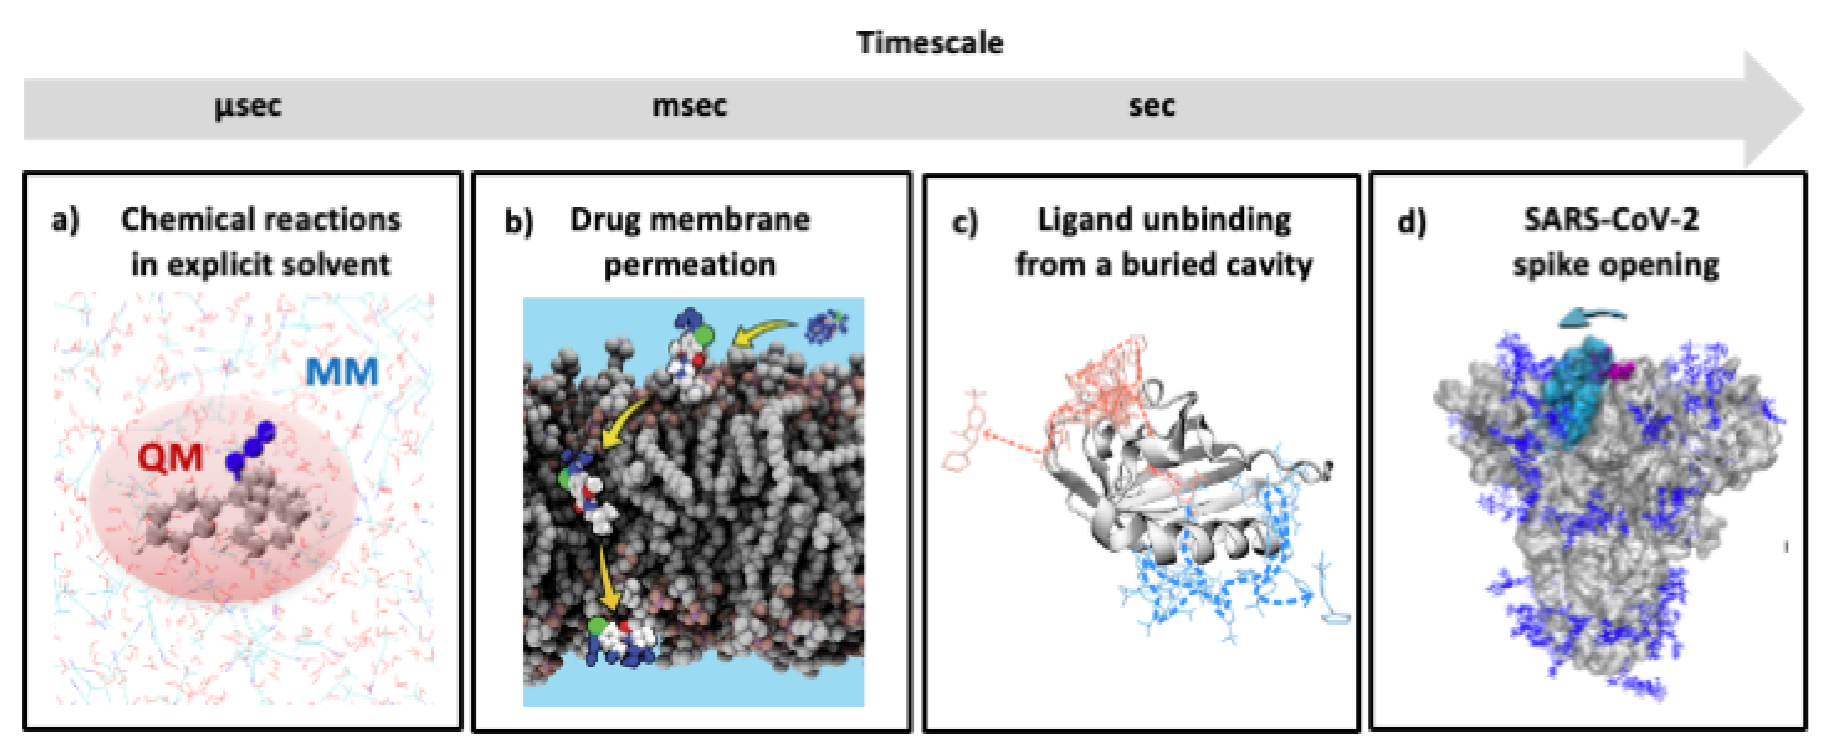 Timescale
µsec msec sec
a) Chemical reactions
in explicit solvent
MM
QM
b) Drug membrane
permeation
c) Ligand unbinding
from a buried cavity
d) SARS-CoV-2
spike opening